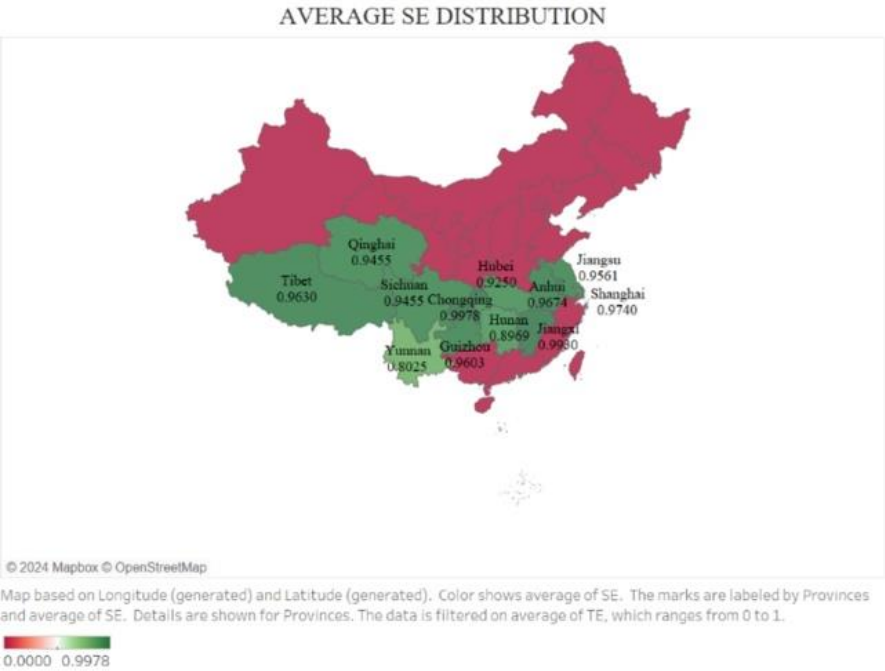 AVERAGE SE DISTRIBUTION
Qinghai
0.9455
Tibet
0.9630
Sichuan
0.9455
Chongqing
0.9978
Hubei
0.9250
Anhui
0.9674
Jiangsu
0.9561
Shanghai
0.9740
Hunan
0.8969
Jiangxi
0.9930
Yunnan
0.8025
Guizhou
0.9603
© 2024 Mapbox © OpenStreetMap
Map based on Longitude (generated) and Latitude (generated). Color shows average of SE. The marks are labeled by Provinces
and average of SE. Details are shown for Provinces. The data is filtered on average of TE, which ranges from 0 to 1.
0.0000 0.9978